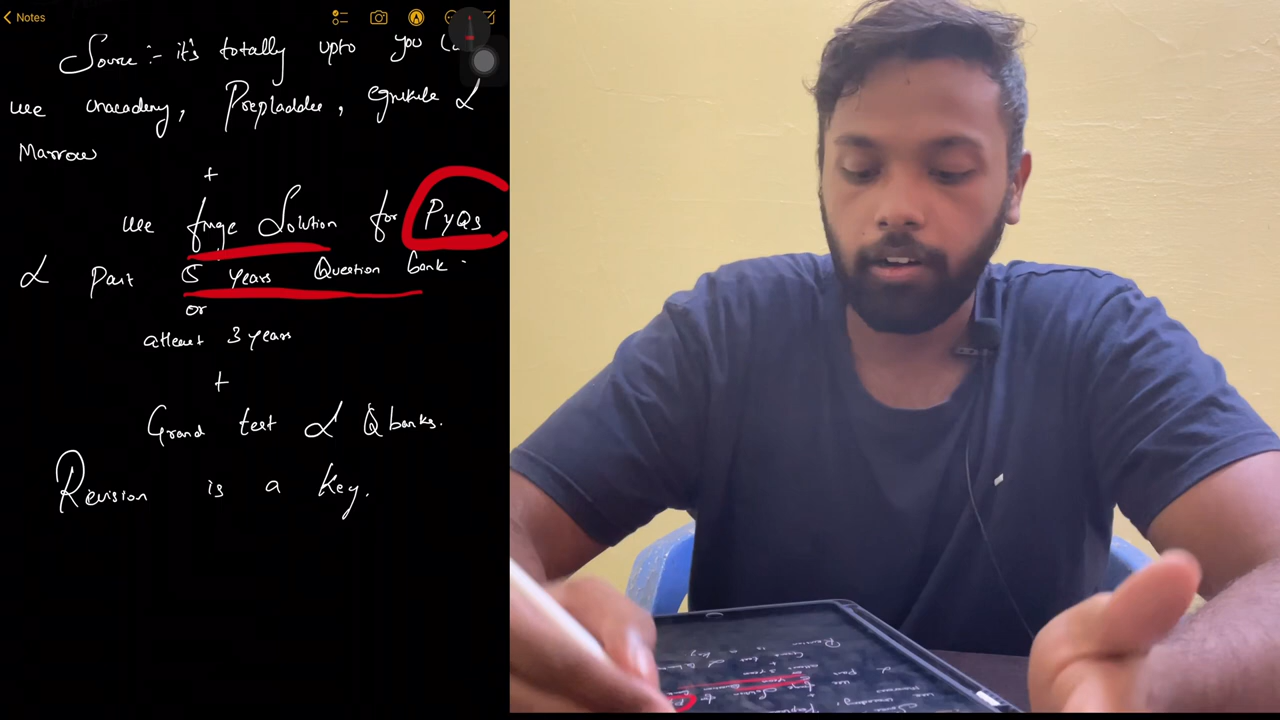 Notes
Source :- it's totally upto you
use unacademy, Prepladder, egurukul &
Marrow
+
use fmge Solution for PYQs
& past 5 years Question bank.
or
atleast 3 years
+
Grand test & Q banks.
Revision is a key.